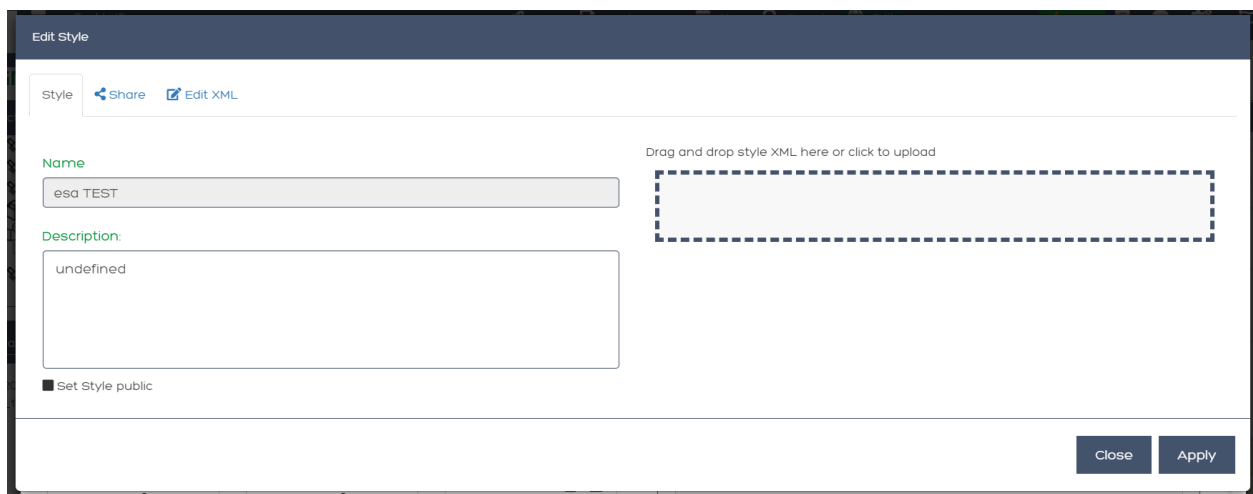 Edit Style
Style Share Edit XML
Name
esa TEST
Description:
undefined
Set Style public
Drag and drop style XML here or click to upload
Close Apply